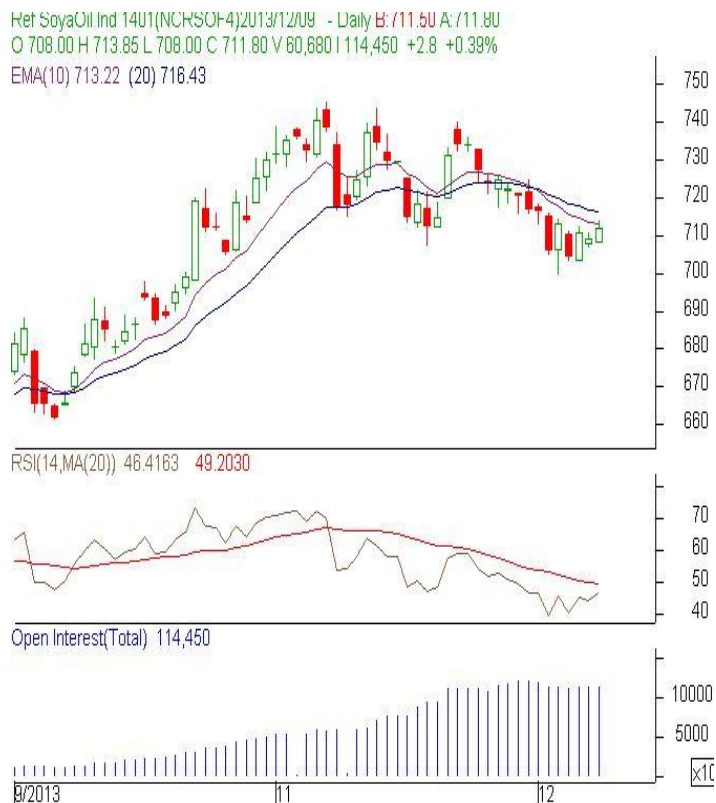 Ref SoyaOil Ind 1401(NCRSOF4)2013/12/09 - Daily B:711.50 A:711.80
O 708.00 H 713.85 L 708.00 C 711.80 V 60,680 I 114,450 +2.8 +0.39%
EMA(10) 713.22 (20) 716.43
750
740
730
720
710
700
690
680
670
660
RSI(14,MA(20)) 46.4163 49.2030
70
60
50
40
Open Interest(Total) 114,450
10000
5000
x10
9/2013 11 12